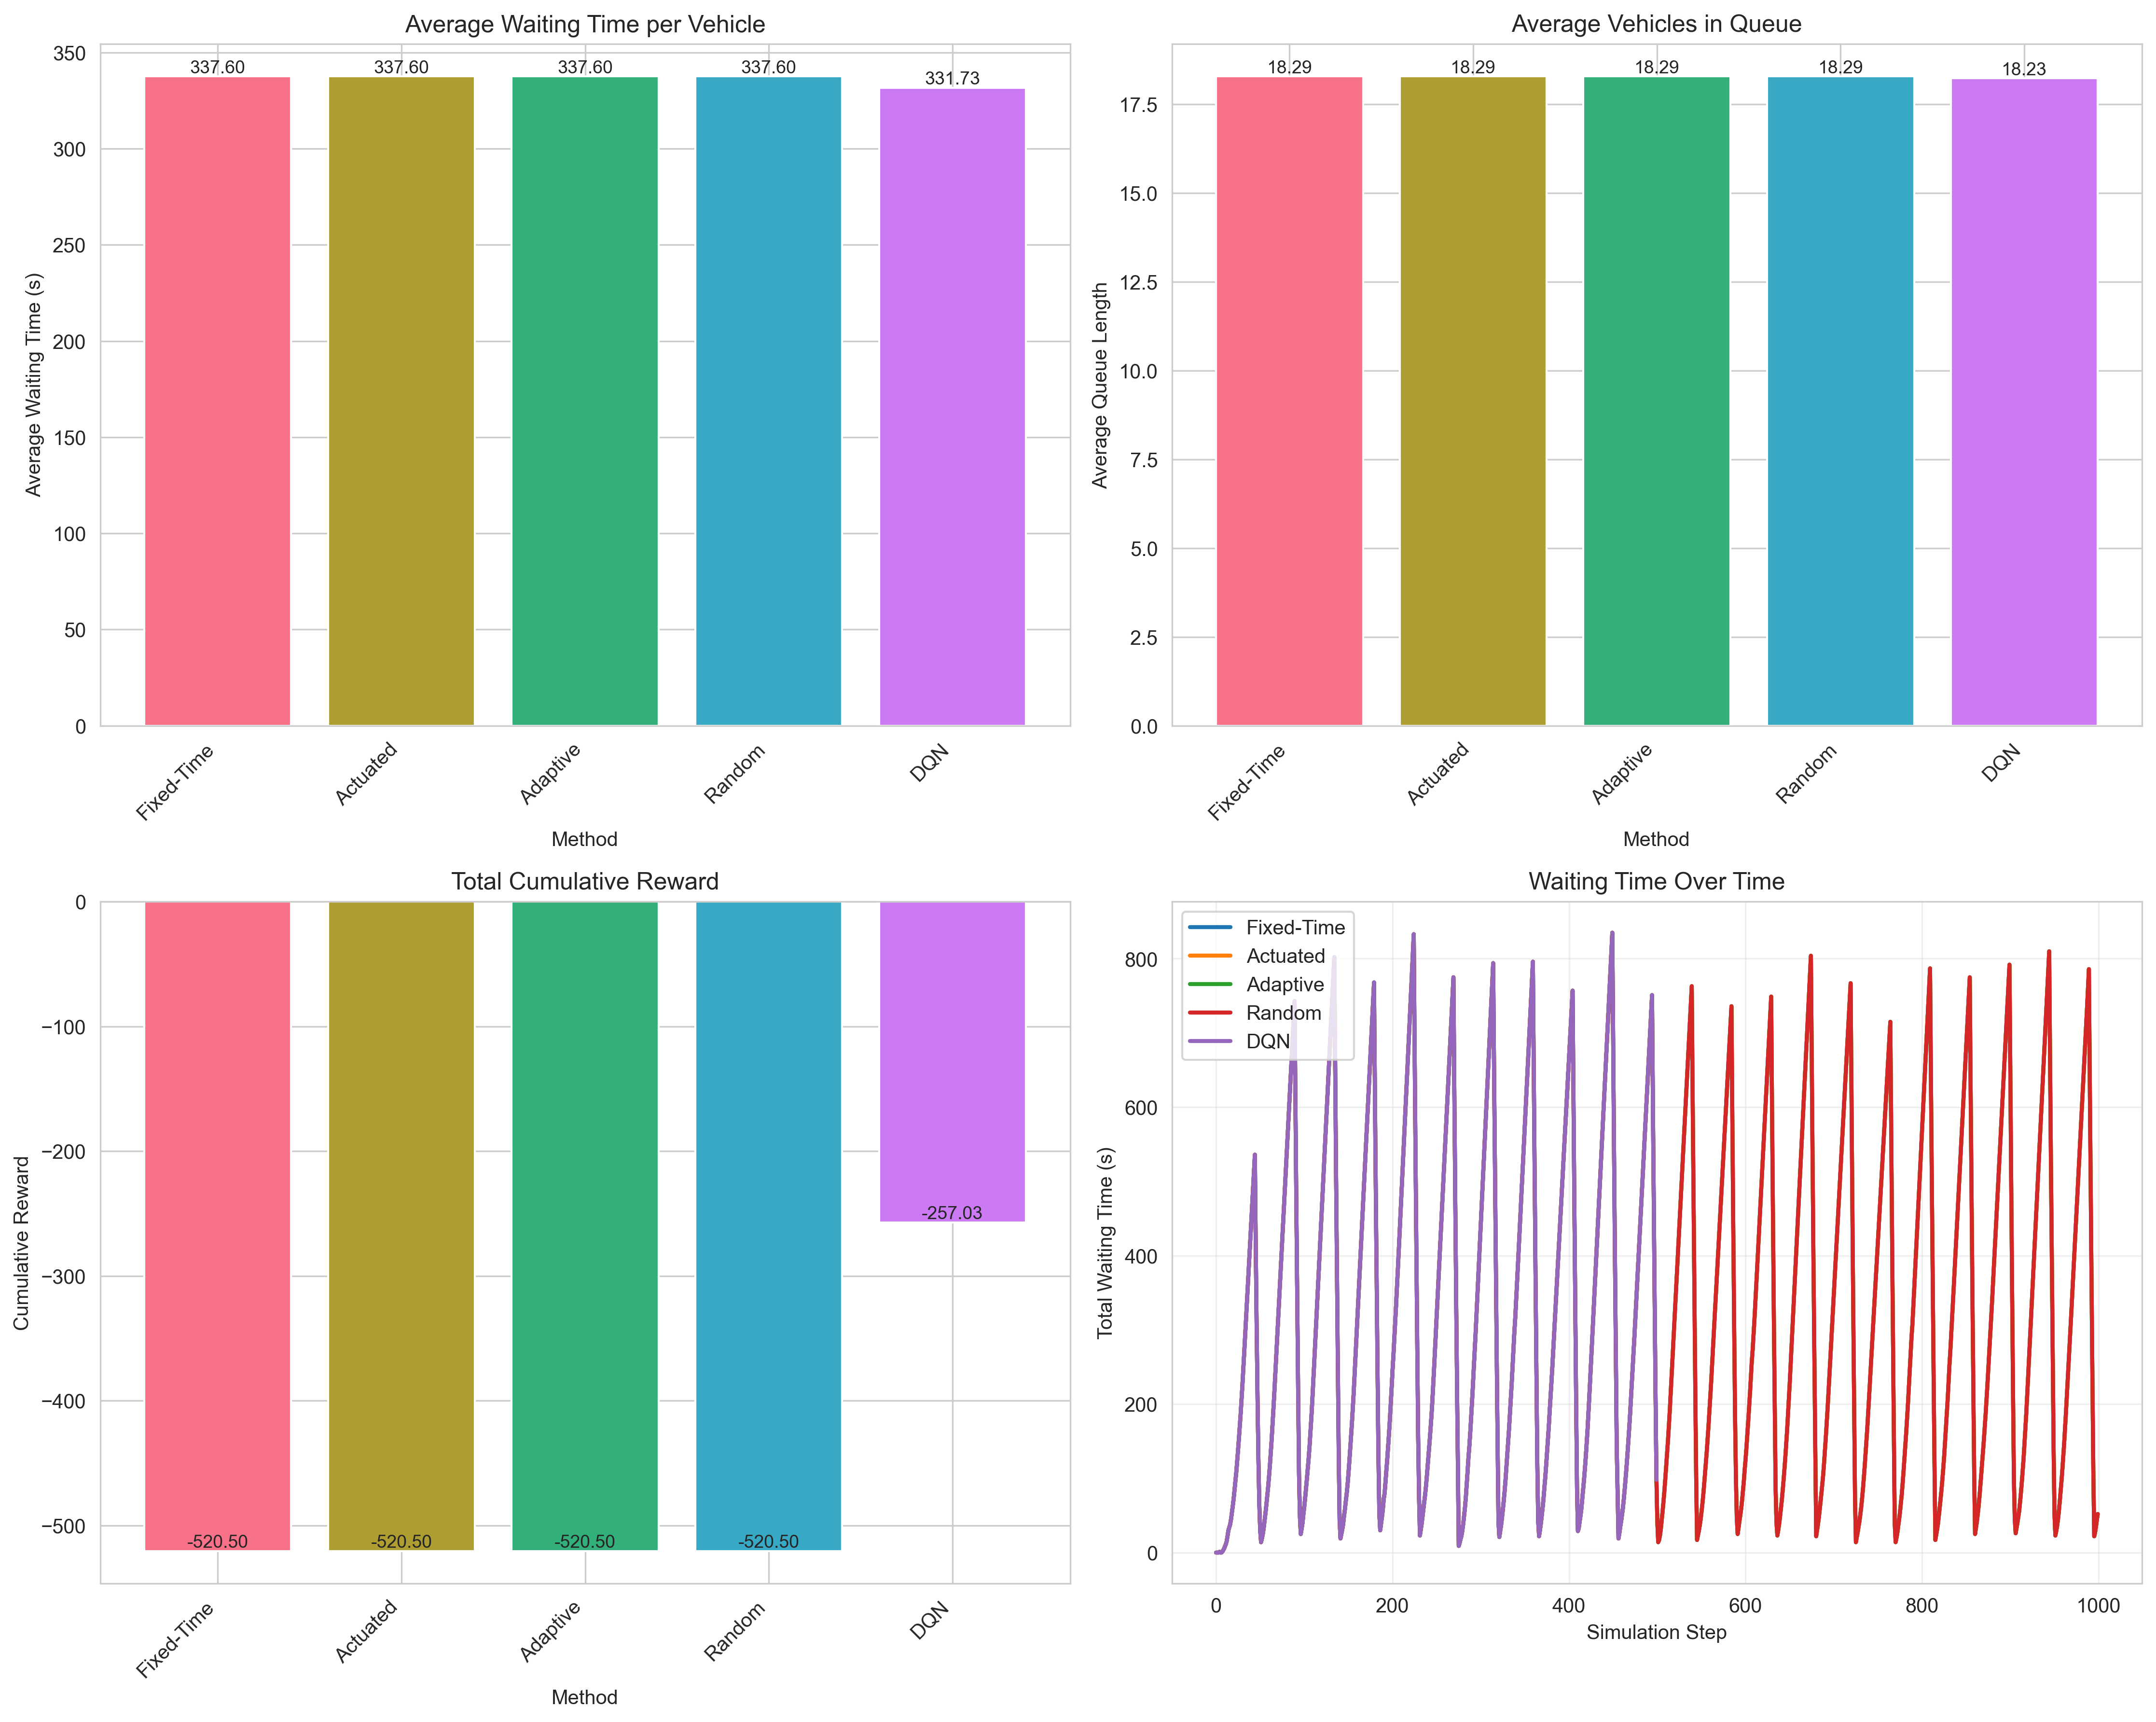 Average Waiting Time per Vehicle
Average Waiting Time (s)
350
300
250
200
150
100
50
0
337.60
337.60
337.60
337.60
331.73
Fixed-Time
Actuated
Adaptive
Random
DQN
Method
Average Vehicles in Queue
Average Queue Length
17.5
15.0
12.5
10.0
7.5
5.0
2.5
0.0
18.29
18.29
18.29
18.29
18.23
Fixed-Time
Actuated
Adaptive
Random
DQN
Method
Total Cumulative Reward
Cumulative Reward
0
−100
−200
−300
−400
−500
-520.50
-520.50
-520.50
-520.50
-257.03
Fixed-Time
Actuated
Adaptive
Random
DQN
Method
Waiting Time Over Time
Total Waiting Time (s)
800
600
400
200
0
Fixed-Time
Actuated
Adaptive
Random
DQN
0
200
400
600
800
1000
Simulation Step